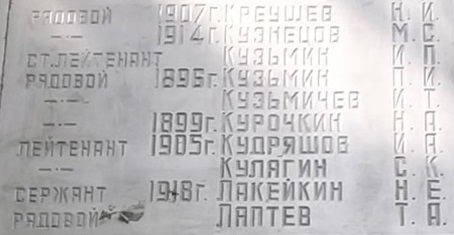 РЯДОВОЙ 1907г. КРЕУШЕВ Н. И.
—·— 1914г. КУЗНЕЦОВ М. С.
СТ. ЛЕЙТЕНАНТ КУЗЬМИН И. П.
РЯДОВОЙ 1896г. КУЗЬМИН П. И.
—·— КУЗЬМИЧЕВ И. Т.
—·— 1899г. КУРОЧКИН Н. А.
ЛЕЙТЕНАНТ 1905г. КУДРЯШОВ И. А.
КУЛЯГИН С. К.
СЕРЖАНТ 1918г. ЛАКЕЙКИН Н. Е.
РЯДОВОЙ ЛАПТЕВ Т. А.